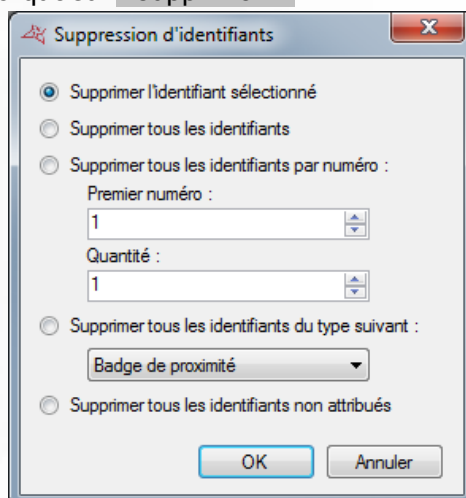 Suppression d'identifiants
Supprimer l'identifiant sélectionné
Supprimer tous les identifiants
Supprimer tous les identifiants par numéro :
Premier numéro :
1
Quantité :
1
Supprimer tous les identifiants du type suivant :
Badge de proximité
Supprimer tous les identifiants non attribués
OK Annuler